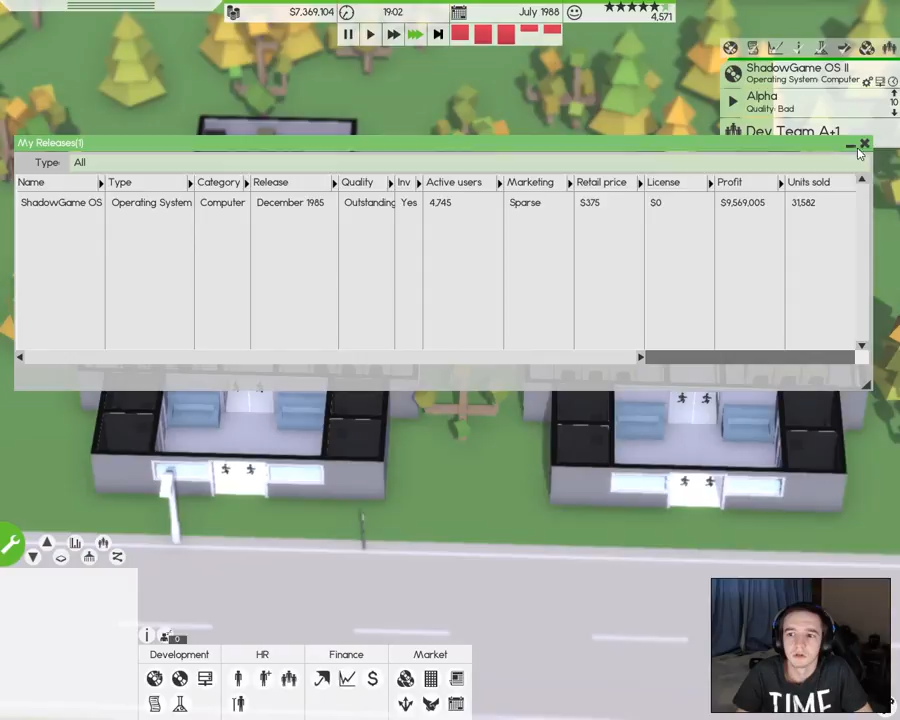 $7,369,104 19:02 July 1988 4,571
ShadowGame OS II
Operating System: Computer
Alpha
Quality: Bad
10
Dev Team A+1
My Releases(1)
Type: All
Name Type Category Release Quality Inv Active users Marketing Retail price License Profit Units sold
ShadowGame OS Operating System Computer December 1985 Outstanding Yes 4,745 Sparse $375 $0 $9,569,005 31,582
0
Development HR Finance Market
TIME